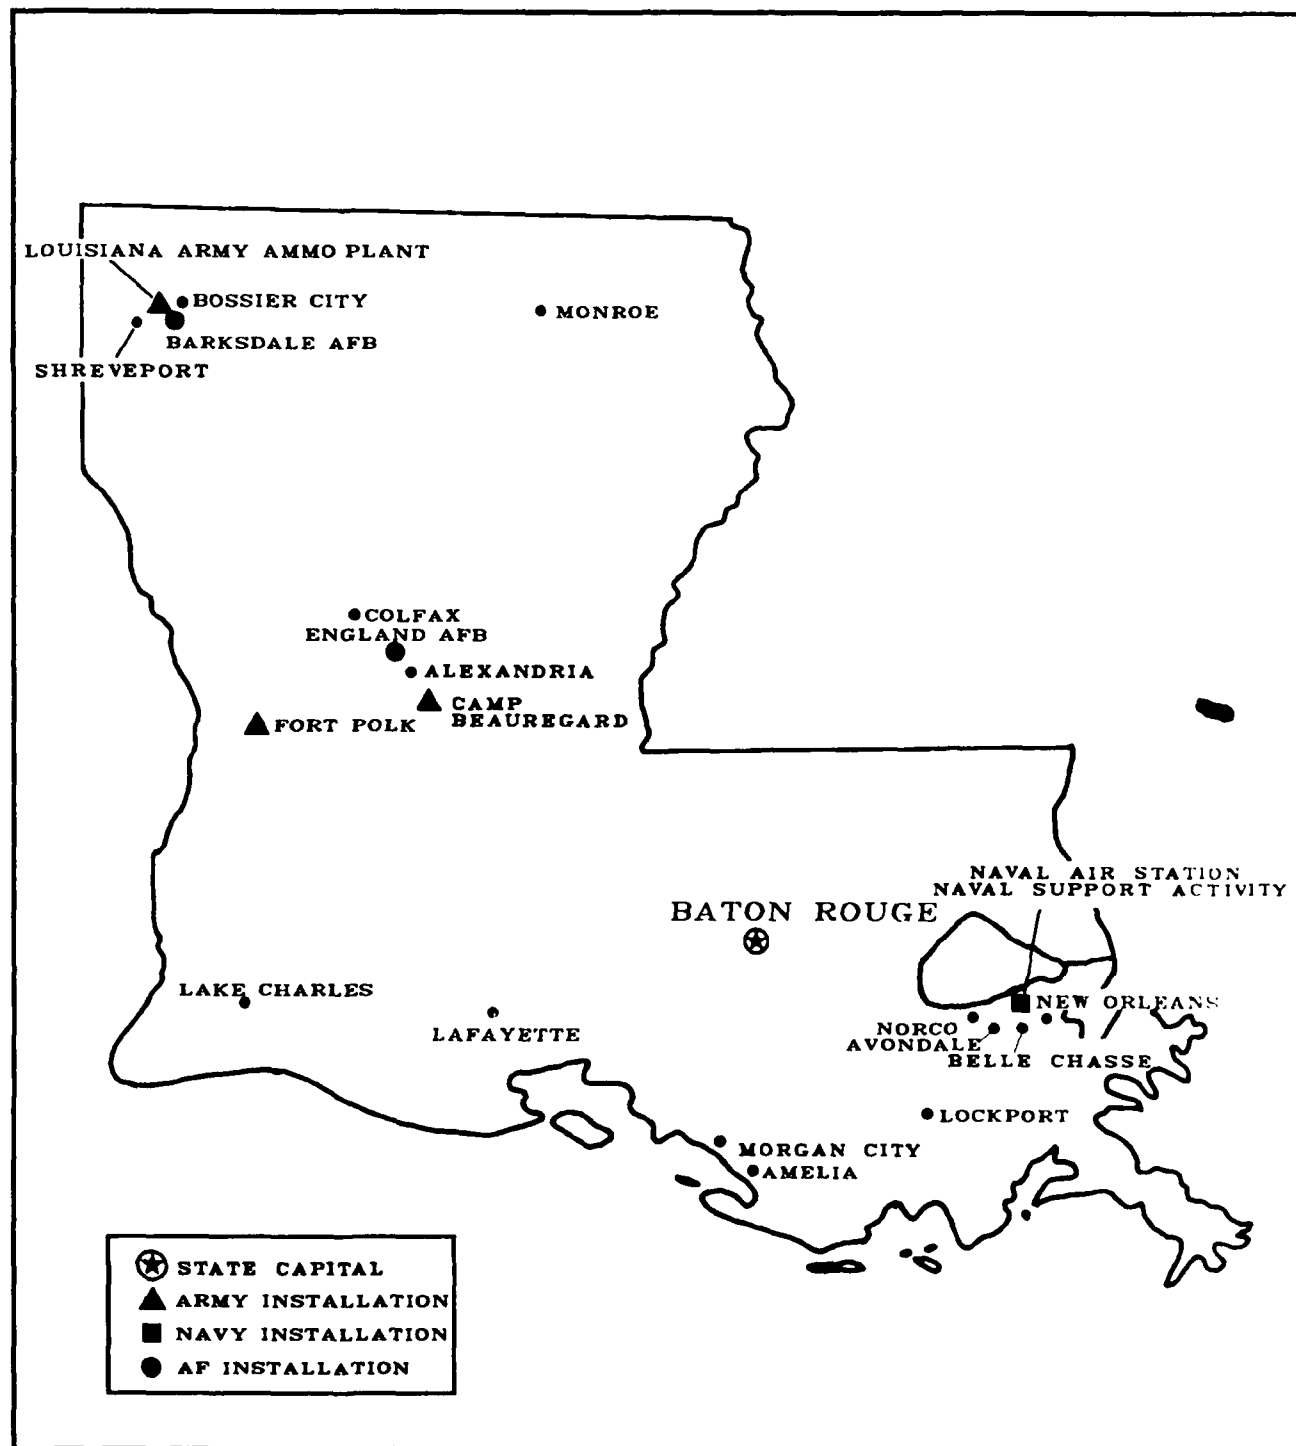 LOUISIANA ARMY AMMO PLANT
BOSSIER CITY
MONROE
BARKSDALE AFB
SHREVEPORT
COLFAX
ENGLAND AFB
ALEXANDRIA
CAMP
BEAUREGARD
FORT POLK
NAVAL AIR STATION
NAVAL SUPPORT ACTIVITY
BATON ROUGE
LAKE CHARLES
NEW ORLEANS
LAFAYETTE
NORCO
AVONDALE
BELLE CHASSE
LOCKPORT
MORGAN CITY
AMELIA
STATE CAPITAL
ARMY INSTALLATION
NAVY INSTALLATION
AF INSTALLATION